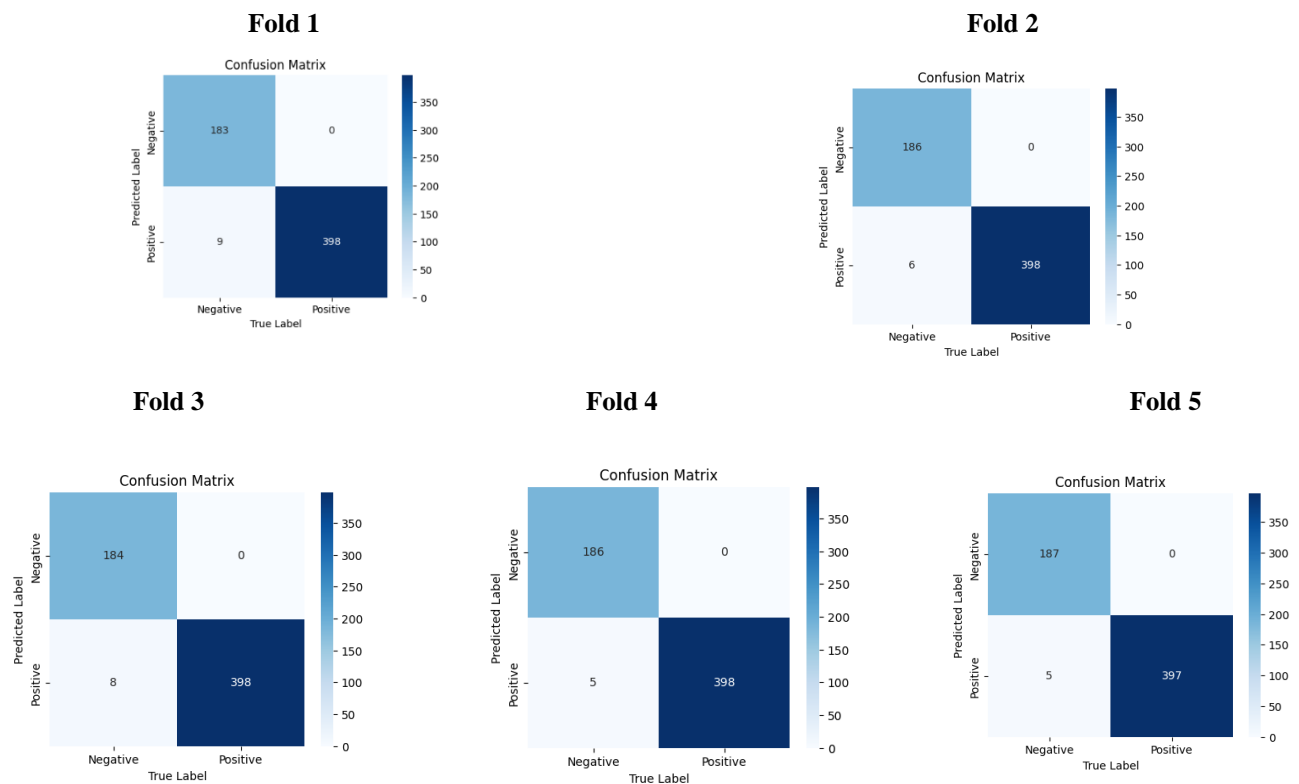 Fold 1
Confusion Matrix
Negative
183
0
Positive
9
398
Predicted Label
Negative
Positive
True Label
350
300
250
200
150
100
50
0
Fold 2
Confusion Matrix
Negative
186
0
Positive
6
398
Predicted Label
Negative
Positive
True Label
350
300
250
200
150
100
50
0
Fold 3
Confusion Matrix
Negative
184
0
Positive
8
398
Predicted Label
Negative
Positive
True Label
350
300
250
200
150
100
50
0
Fold 4
Confusion Matrix
Negative
186
0
Positive
5
398
Predicted Label
Negative
Positive
True Label
350
300
250
200
150
100
50
0
Fold 5
Confusion Matrix
Negative
187
0
Positive
5
397
Predicted Label
Negative
Positive
True Label
350
300
250
200
150
100
50
0